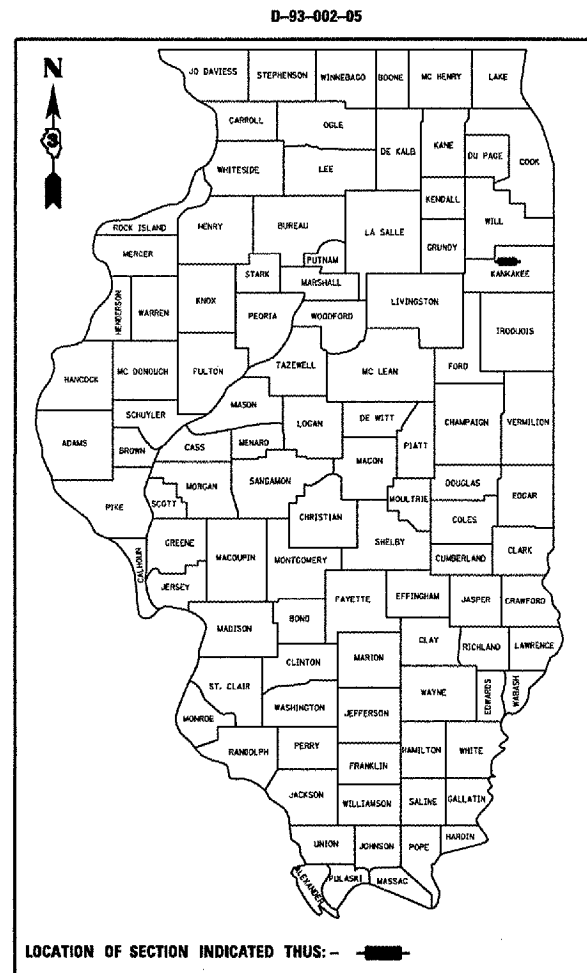 D-93-002-05
N
3
JO DAVIESS
STEPHENSON
WINNEBAGO
BOONE
MC HENRY
LAKE
CARROLL
OGLE
DE KALB
KANE
DU PAGE
COOK
WHITESIDE
LEE
KENDALL
WILL
ROCK ISLAND
HENRY
BUREAU
LA SALLE
GRUNDY
MERCER
PUTNAM
KANKAKEE
STARK
MARSHALL
HENDERSON
WARREN
KNOX
PEORIA
WOODFORD
LIVINGSTON
IROQUOIS
HANCOCK
MC DONOUGH
FULTON
TAZEWELL
MC LEAN
FORD
SCHUYLER
MASON
LOGAN
DE WITT
CHAMPAIGN
VERMILION
ADAMS
BROWN
CASS
MENARD
MACON
PIATT
PIKE
SCOTT
MORGAN
SANGAMON
CHRISTIAN
MOULTRIE
DOUGLAS
EDGAR
COLES
CALHOUN
GREENE
MACOUPIN
MONTGOMERY
SHELBY
CUMBERLAND
CLARK
JERSEY
FAYETTE
EFFINGHAM
JASPER
CRAWFORD
MADISON
BOND
CLAY
RICHLAND
LAWRENCE
CLINTON
MARION
ST. CLAIR
WAYNE
EDWARDS
WABASH
WASHINGTON
JEFFERSON
MONROE
RANDOLPH
PERRY
HAMILTON
WHITE
FRANKLIN
JACKSON
WILLIAMSON
SALINE
GALLATIN
UNION
JOHNSON
POPE
HARDIN
ALEXANDER
PULASKI
MASSAC
LOCATION OF SECTION INDICATED THUS: -